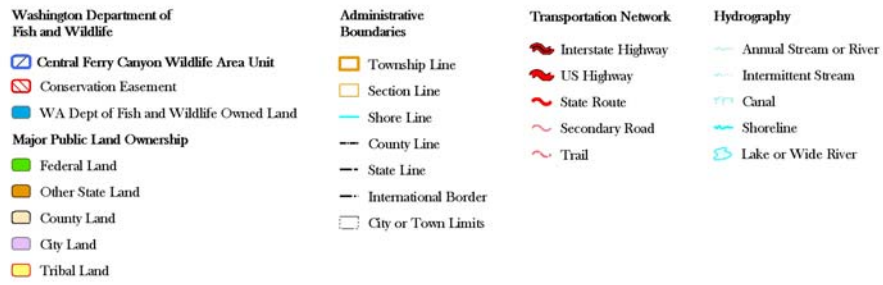 Washington Department of
Fish and Wildlife
Central Ferry Canyon Wildlife Area Unit
Conservation Easement
WA Dept of Fish and Wildlife Owned Land
Major Public Land Ownership
Federal Land
Other State Land
County Land
City Land
Tribal Land
Administrative
Boundaries
Township Line
Section Line
Shore Line
County Line
State Line
International Border
City or Town Limits
Transportation Network
Interstate Highway
US Highway
State Route
Secondary Road
Trail
Hydrography
Annual Stream or River
Intermittent Stream
Canal
Shoreline
Lake or Wide River